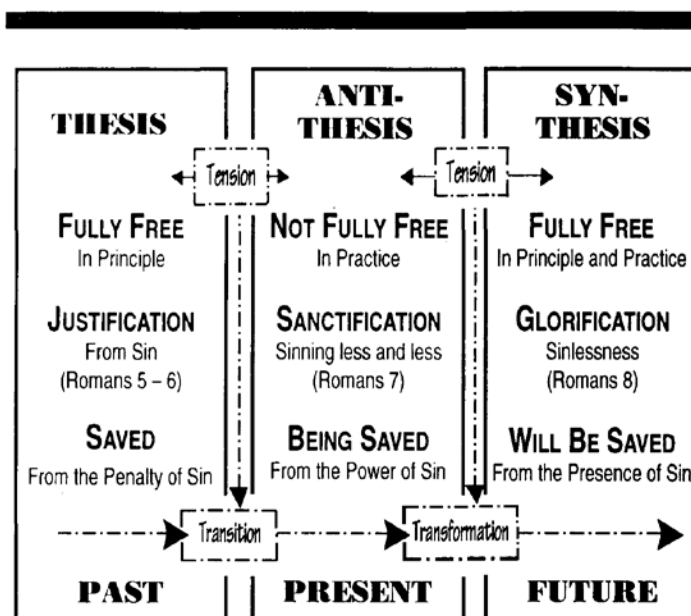 THESIS
ANTI-
THESIS
SYN-
THESIS
Tension
Tension
FULLY FREE
In Principle
NOT FULLY FREE
In Practice
FULLY FREE
In Principle and Practice
JUSTIFICATION
From Sin
(Romans 5 – 6)
SANCTIFICATION
Sinning less and less
(Romans 7)
GLORIFICATION
Sinlessness
(Romans 8)
SAVED
From the Penalty of Sin
BEING SAVED
From the Power of Sin
WILL BE SAVED
From the Presence of Sin
Transition
Transformation
PAST
PRESENT
FUTURE